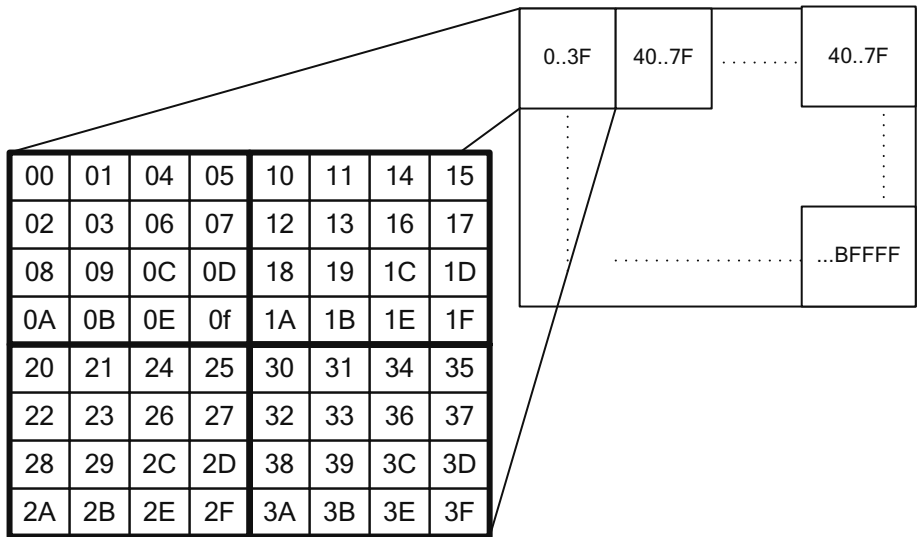 0..3F 40..7F 40..7F
...BFFFF
00 01 04 05 10 11 14 15
02 03 06 07 12 13 16 17
08 09 0C 0D 18 19 1C 1D
0A 0B 0E 0f 1A 1B 1E 1F
20 21 24 25 30 31 34 35
22 23 26 27 32 33 36 37
28 29 2C 2D 38 39 3C 3D
2A 2B 2E 2F 3A 3B 3E 3F